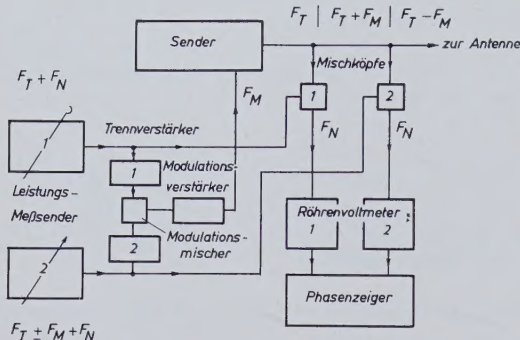 F_T | F_T + F_M | F_T − F_M
Sender
zur Antenne
Mischköpfe
F_T + F_N
F_M
1
2
Trennverstärker
F_N
F_N
1
1
Modulations-
verstärker
Leistungs-
Meßsender
Modulations-
mischer
Röhrenvoltmeter
1
2
2
2
Phasenzeiger
F_T ± F_M + F_N